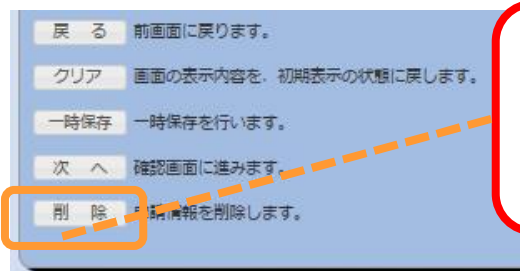 戻 る 前画面に戻ります。
クリア 画面の表示内容を、初期表示の状態に戻します。
一時保存 一時保存を行います。
次 へ 確認画面に進みます。
削 除 申請情報を削除します。